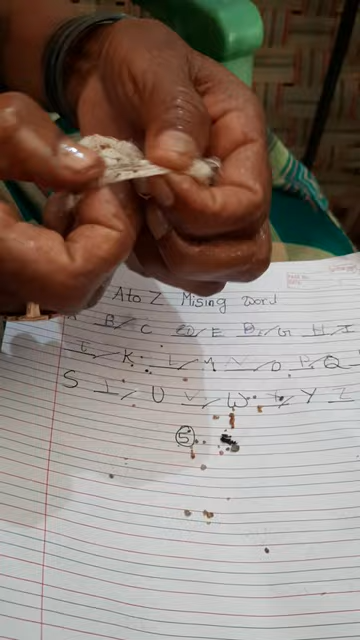 A to Z Mising word
B C D E G H I
K L M O P Q
S T U V W X Y Z
5